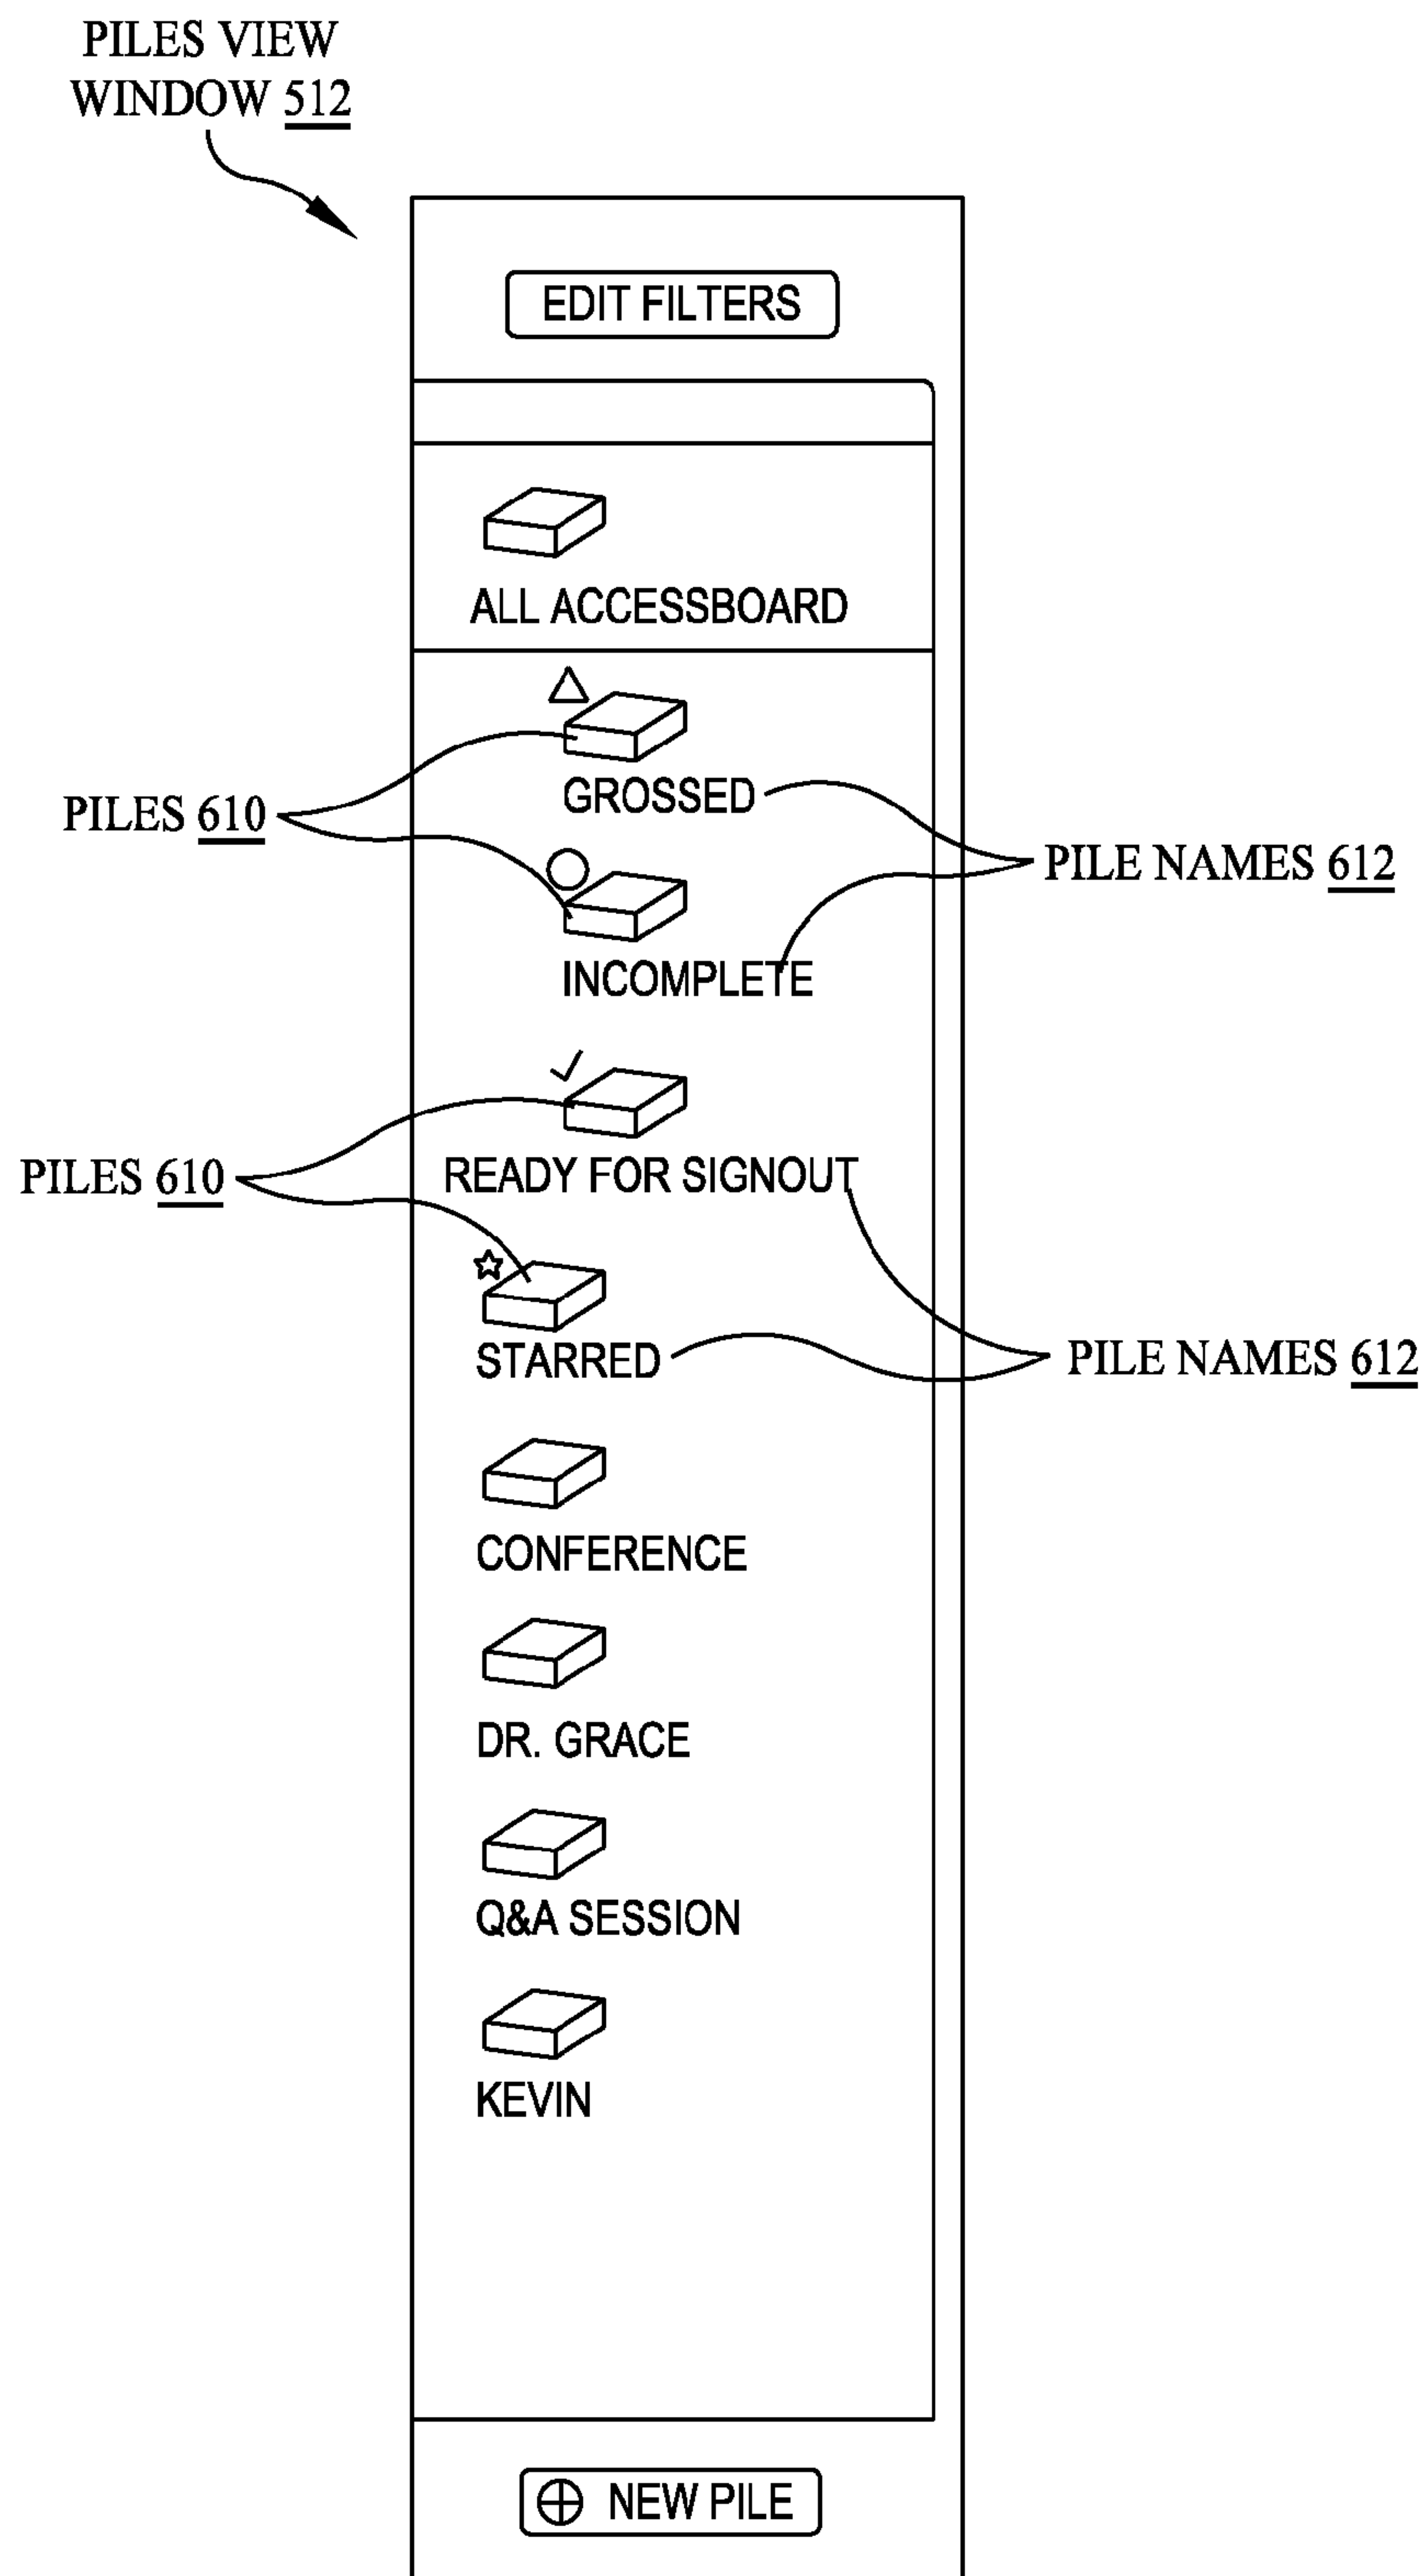 PILES VIEW
WINDOW 512
EDIT FILTERS
ALL ACCESSBOARD
GROSSED
PILES 610
PILE NAMES 612
INCOMPLETE
READY FOR SIGNOUT
PILES 610
STARRED
PILE NAMES 612
CONFERENCE
DR. GRACE
Q&A SESSION
KEVIN
NEW PILE